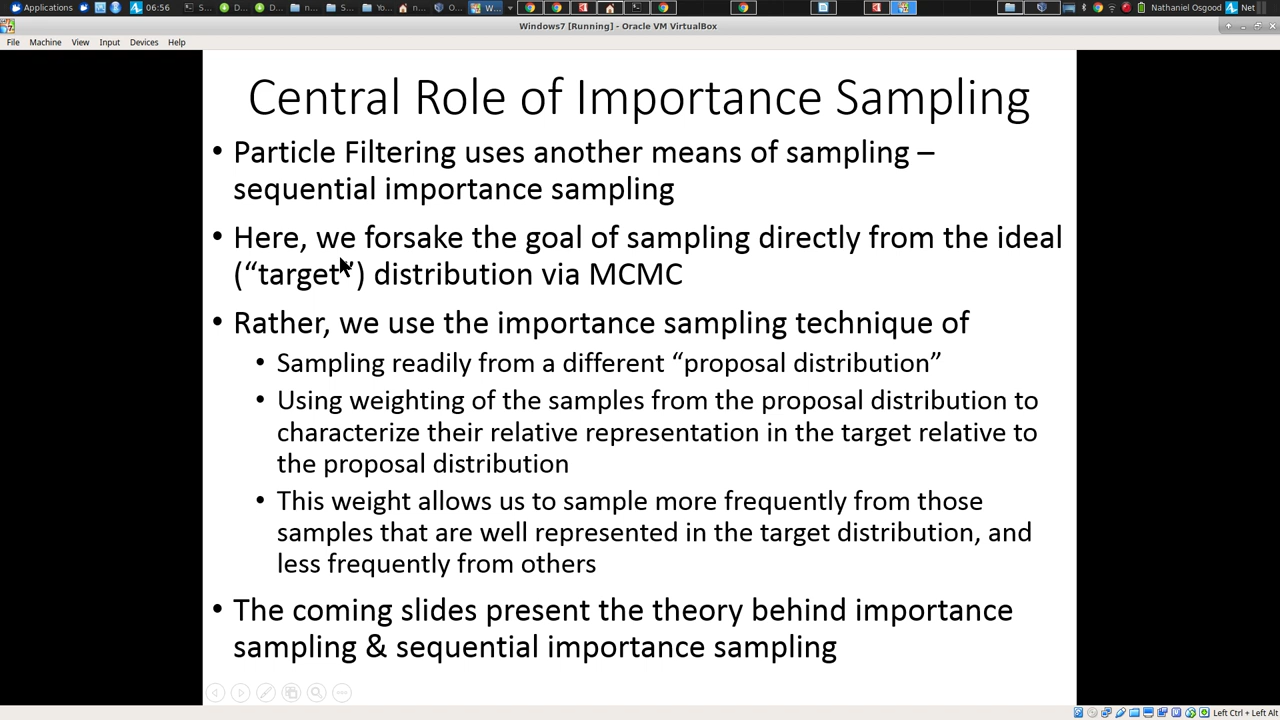 Applications
06:56
S...
D...
D...
n...
S...
Yo...
n...
O...
W...
Nathaniel Osgood
Net
Windows7 [Running] - Oracle VM VirtualBox
File Machine View Input Devices Help
Central Role of Importance Sampling
• Particle Filtering uses another means of sampling –
sequential importance sampling
• Here, we forsake the goal of sampling directly from the ideal
(“target”) distribution via MCMC
• Rather, we use the importance sampling technique of
• Sampling readily from a different “proposal distribution”
• Using weighting of the samples from the proposal distribution to
characterize their relative representation in the target relative to
the proposal distribution
• This weight allows us to sample more frequently from those
samples that are well represented in the target distribution, and
less frequently from others
• The coming slides present the theory behind importance
sampling & sequential importance sampling
Left Ctrl + Left Alt